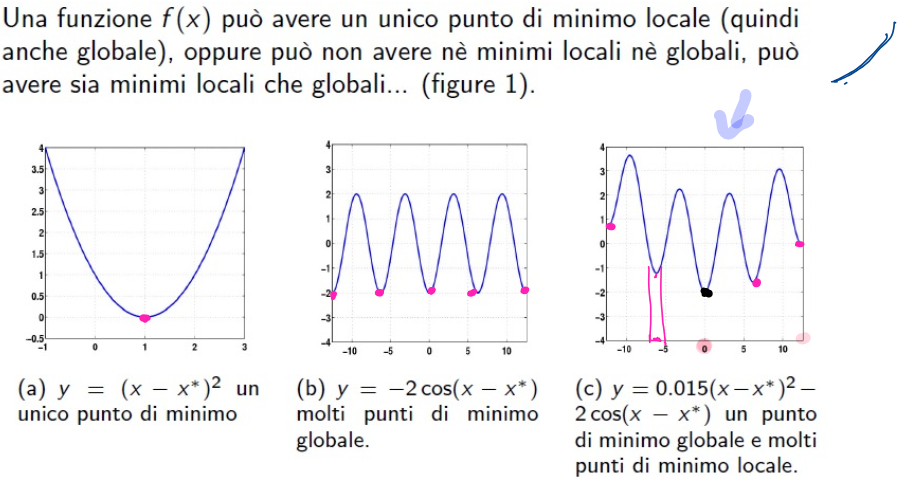 Una funzione f(x) può avere un unico punto di minimo locale (quindi
anche globale), oppure può non avere nè minimi locali nè globali, può
avere sia minimi locali che globali... (figure 1).
4
3.5
3
2.5
2
1.5
1
0.5
0
-0.5
-1 0 1 2 3
4
3
2
1
0
-1
-2
-3
-4
-10 -5 0 5 10
4
3
2
1
0
-1
-2
-3
-4
-10 -5 0 5 10
(a) y = (x − x*)² un
unico punto di minimo
(b) y = −2 cos(x − x*)
molti punti di minimo
globale.
(c) y = 0.015(x−x*)²−
2 cos(x − x*) un punto
di minimo globale e molti
punti di minimo locale.